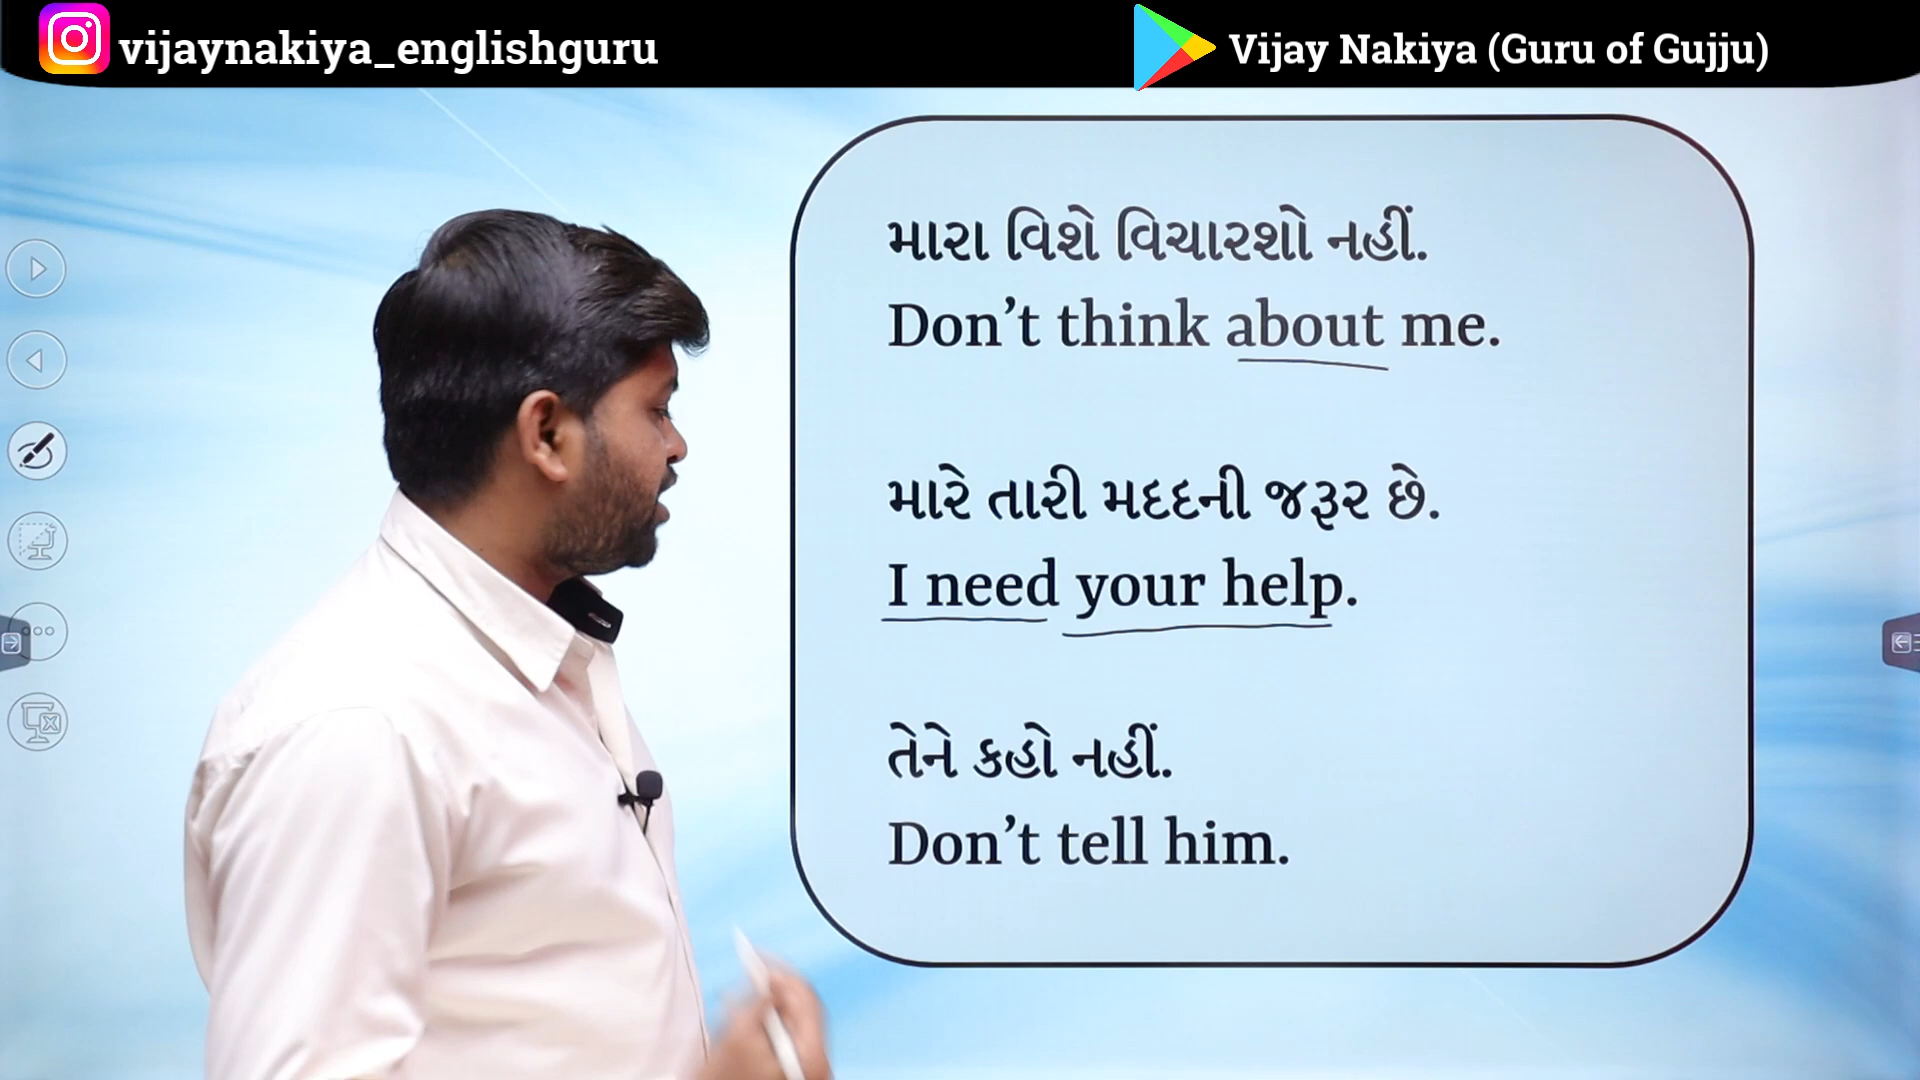 vijaynakiya_englishguru
Vijay Nakiya (Guru of Gujju)
મારા વિશે વિચારશો નહીં.
Don’t think about me.
મારે તારી મદદની જરૂર છે.
I need your help.
તેને કહો નહીં.
Don’t tell him.